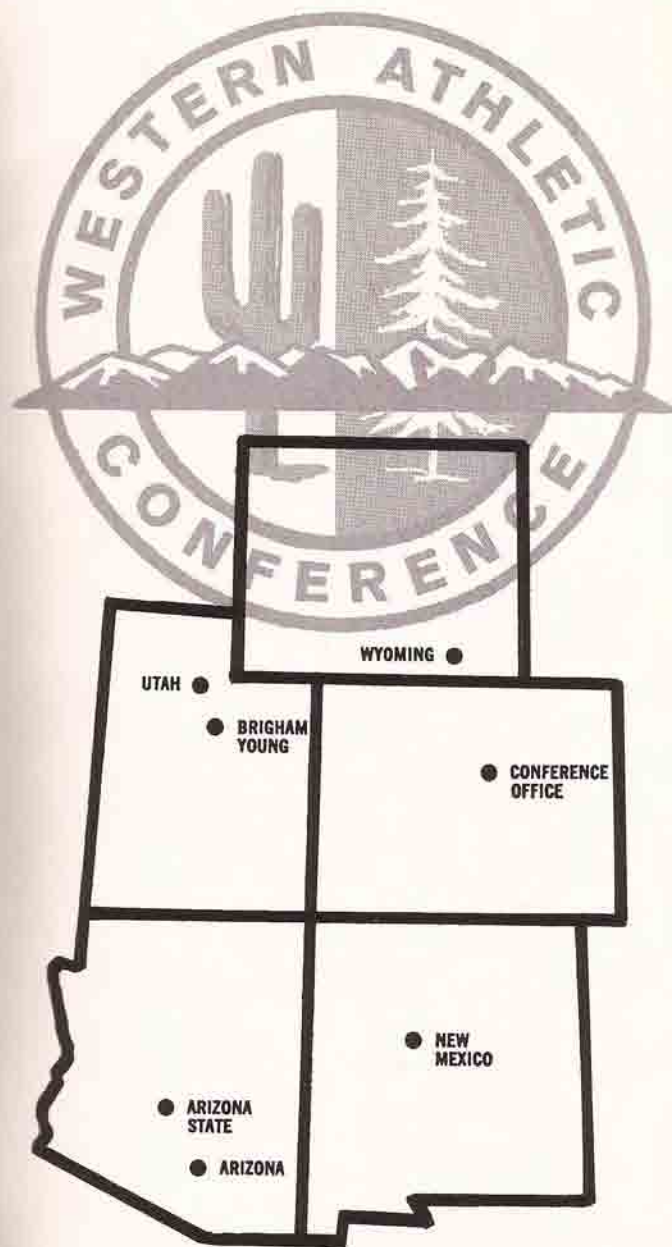 WESTERN ATHLETIC
CONFERENCE
WYOMING
UTAH
BRIGHAM
YOUNG
CONFERENCE
OFFICE
NEW
MEXICO
ARIZONA
STATE
ARIZONA